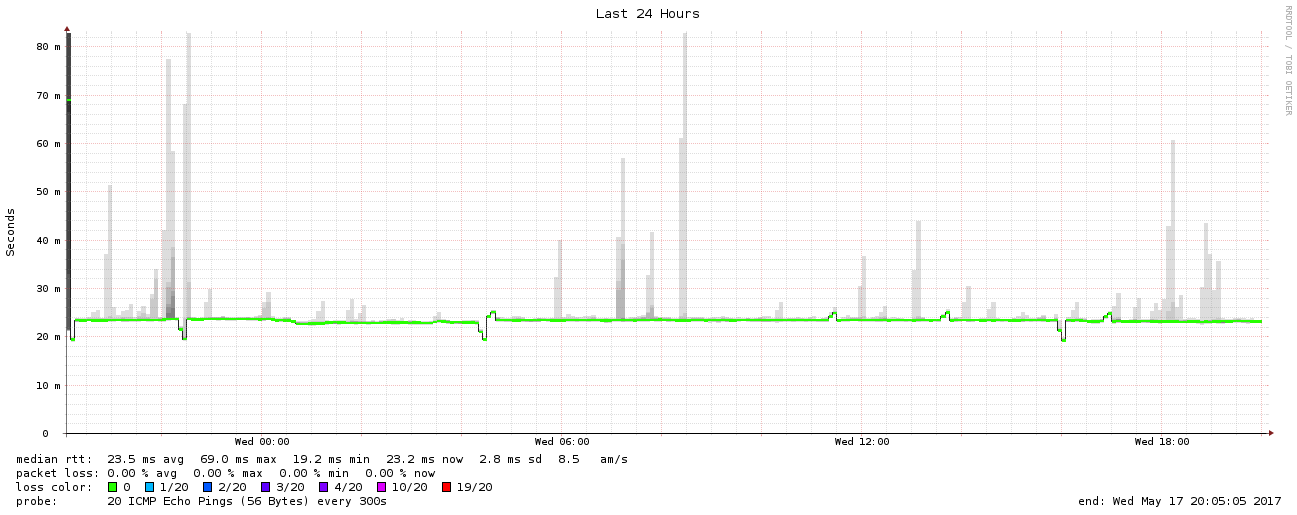 Last 24 Hours
RRDTOOL / TOBI OETIKER
Seconds
80 m
70 m
60 m
50 m
40 m
30 m
20 m
10 m
0
Wed 00:00 Wed 06:00 Wed 12:00 Wed 18:00
median rtt: 23.5 ms avg 69.0 ms max 19.2 ms min 23.2 ms now 2.8 ms sd 8.5 am/s
packet loss: 0.00 % avg 0.00 % max 0.00 % min 0.00 % now
loss color: 0 1/20 2/20 3/20 4/20 10/20 19/20
probe: 20 ICMP Echo Pings (56 Bytes) every 300s end: Wed May 17 20:05:05 2017